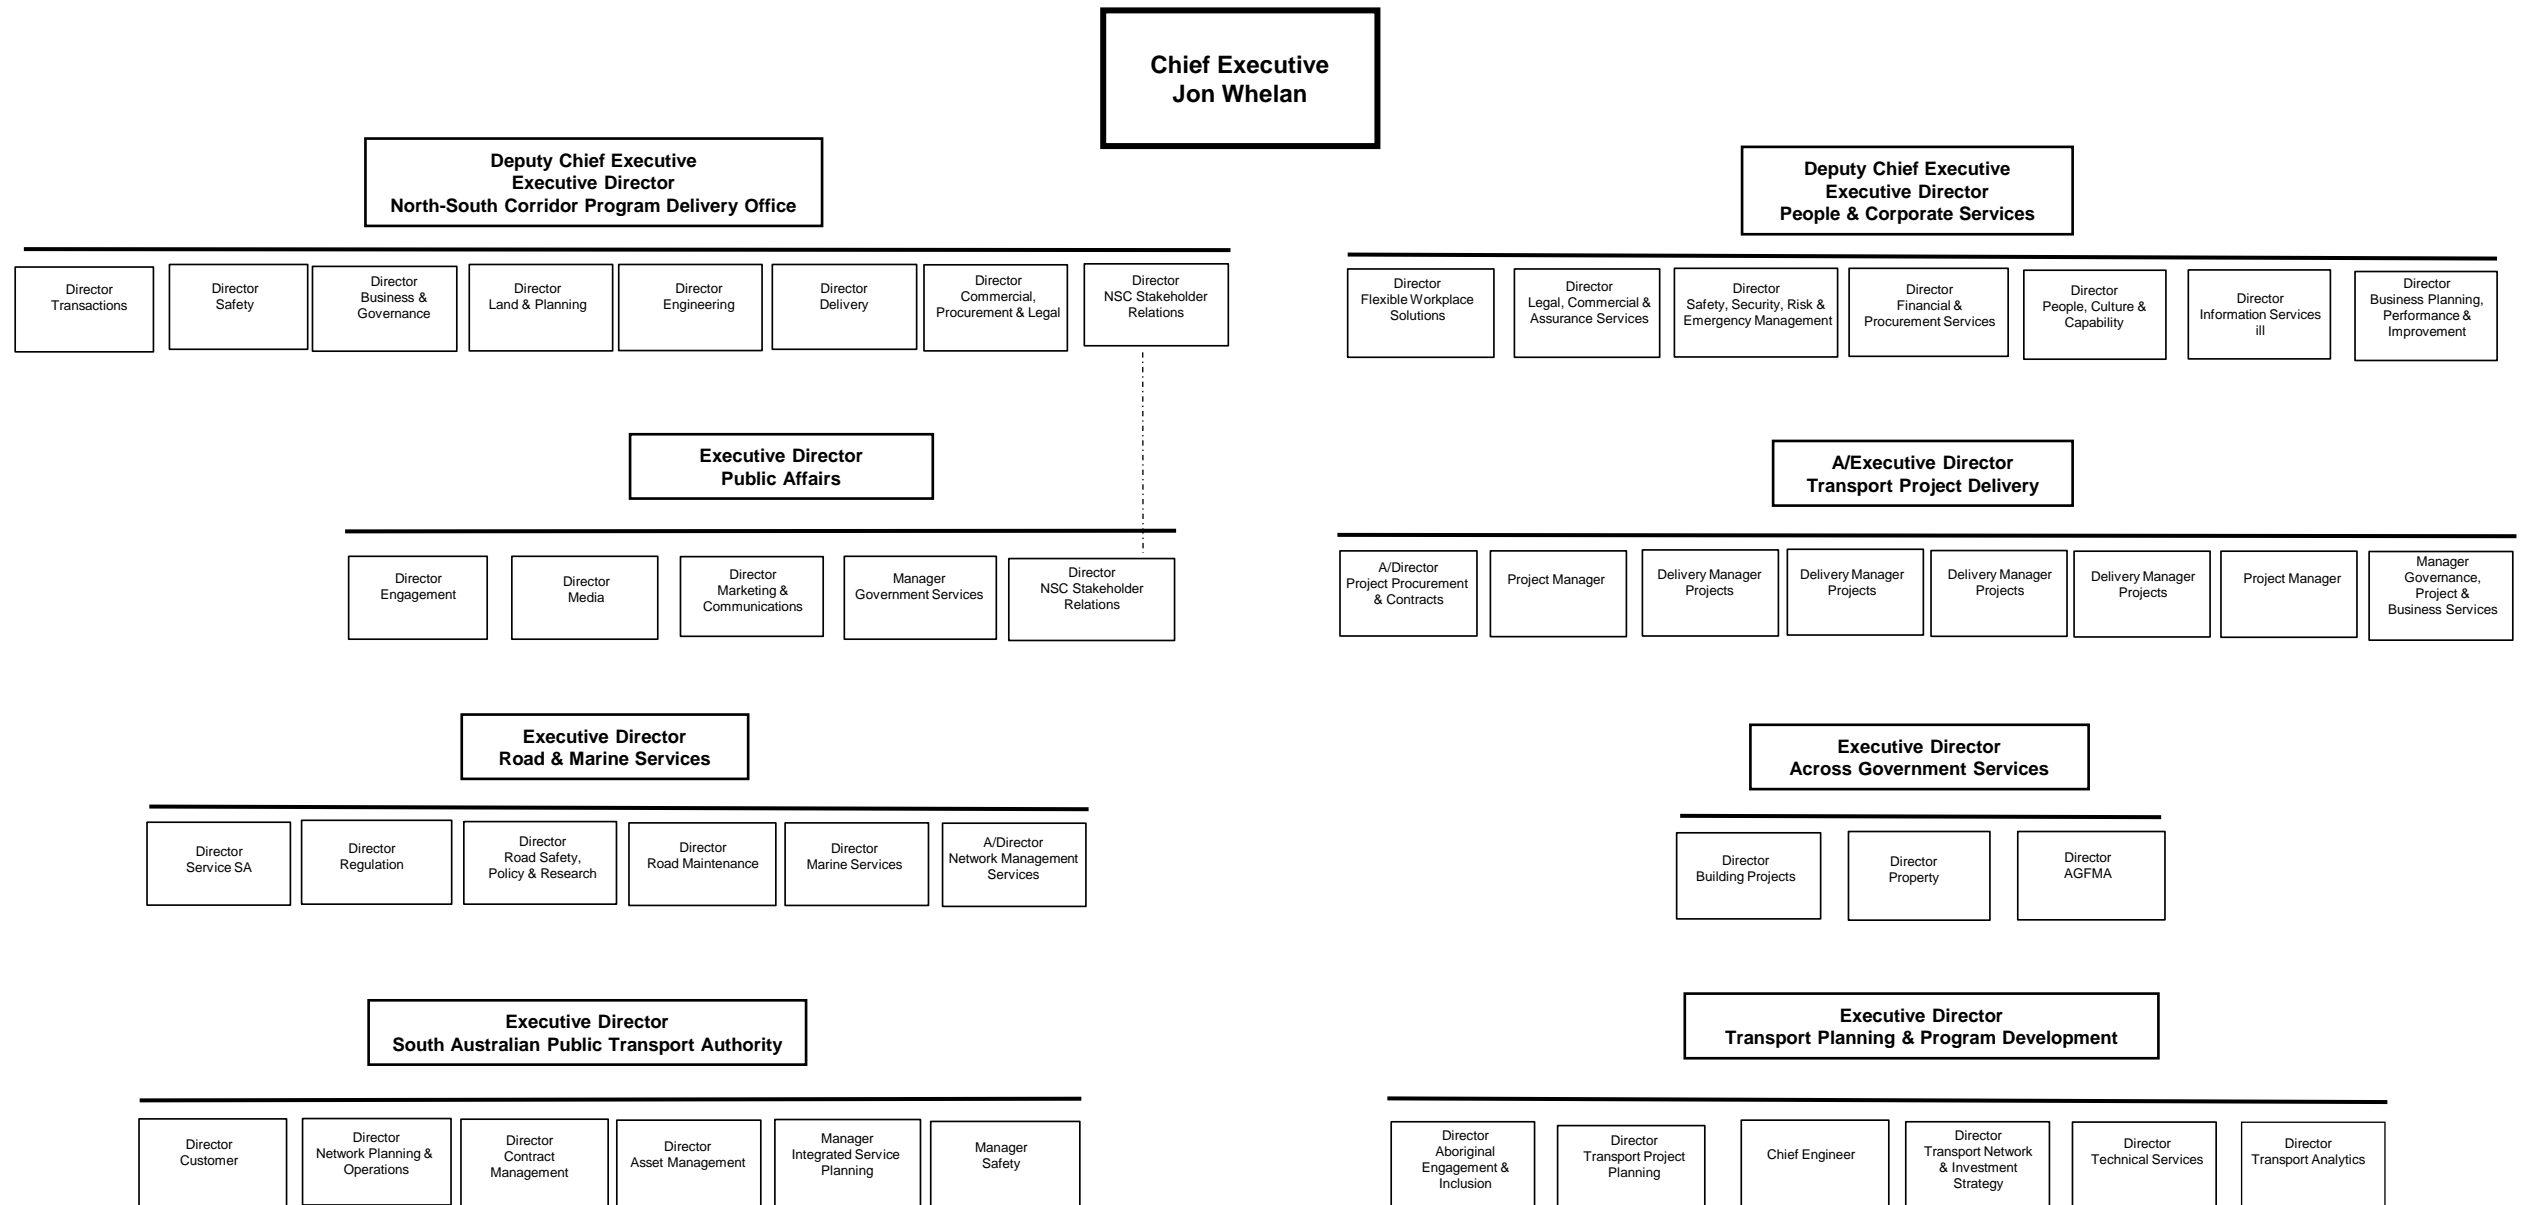 Chief Executive
Jon Whelan
Deputy Chief Executive
Executive Director
North-South Corridor Program Delivery Office
Deputy Chief Executive
Executive Director
People & Corporate Services
Director
Transactions
Director
Safety
Director
Business &
Governance
Director
Land & Planning
Director
Engineering
Director
Delivery
Director
Commercial,
Procurement & Legal
Director
NSC Stakeholder
Relations
Director
Flexible Workplace
Solutions
Director
Legal, Commercial &
Assurance Services
Director
Safety, Security, Risk &
Emergency Management
Director
Financial &
Procurement Services
Director
People, Culture &
Capability
Director
Information Services
ill
Director
Business Planning,
Performance &
Improvement
Executive Director
Public Affairs
A/Executive Director
Transport Project Delivery
Director
Engagement
Director
Media
Director
Marketing &
Communications
Manager
Government Services
Director
NSC Stakeholder
Relations
A/Director
Project Procurement
& Contracts
Project Manager
Delivery Manager
Projects
Delivery Manager
Projects
Delivery Manager
Projects
Delivery Manager
Projects
Project Manager
Manager
Governance,
Project &
Business Services
Executive Director
Road & Marine Services
Executive Director
Across Government Services
Director
Service SA
Director
Regulation
Director
Road Safety,
Policy & Research
Director
Road Maintenance
Director
Marine Services
A/Director
Network Management
Services
Director
Building Projects
Director
Property
Director
AGFMA
Executive Director
South Australian Public Transport Authority
Executive Director
Transport Planning & Program Development
Director
Customer
Director
Network Planning &
Operations
Director
Contract
Management
Director
Asset Management
Manager
Integrated Service
Planning
Manager
Safety
Director
Aboriginal
Engagement &
Inclusion
Director
Transport Project
Planning
Chief Engineer
Director
Transport Network
& Investment
Strategy
Director
Technical Services
Director
Transport Analytics